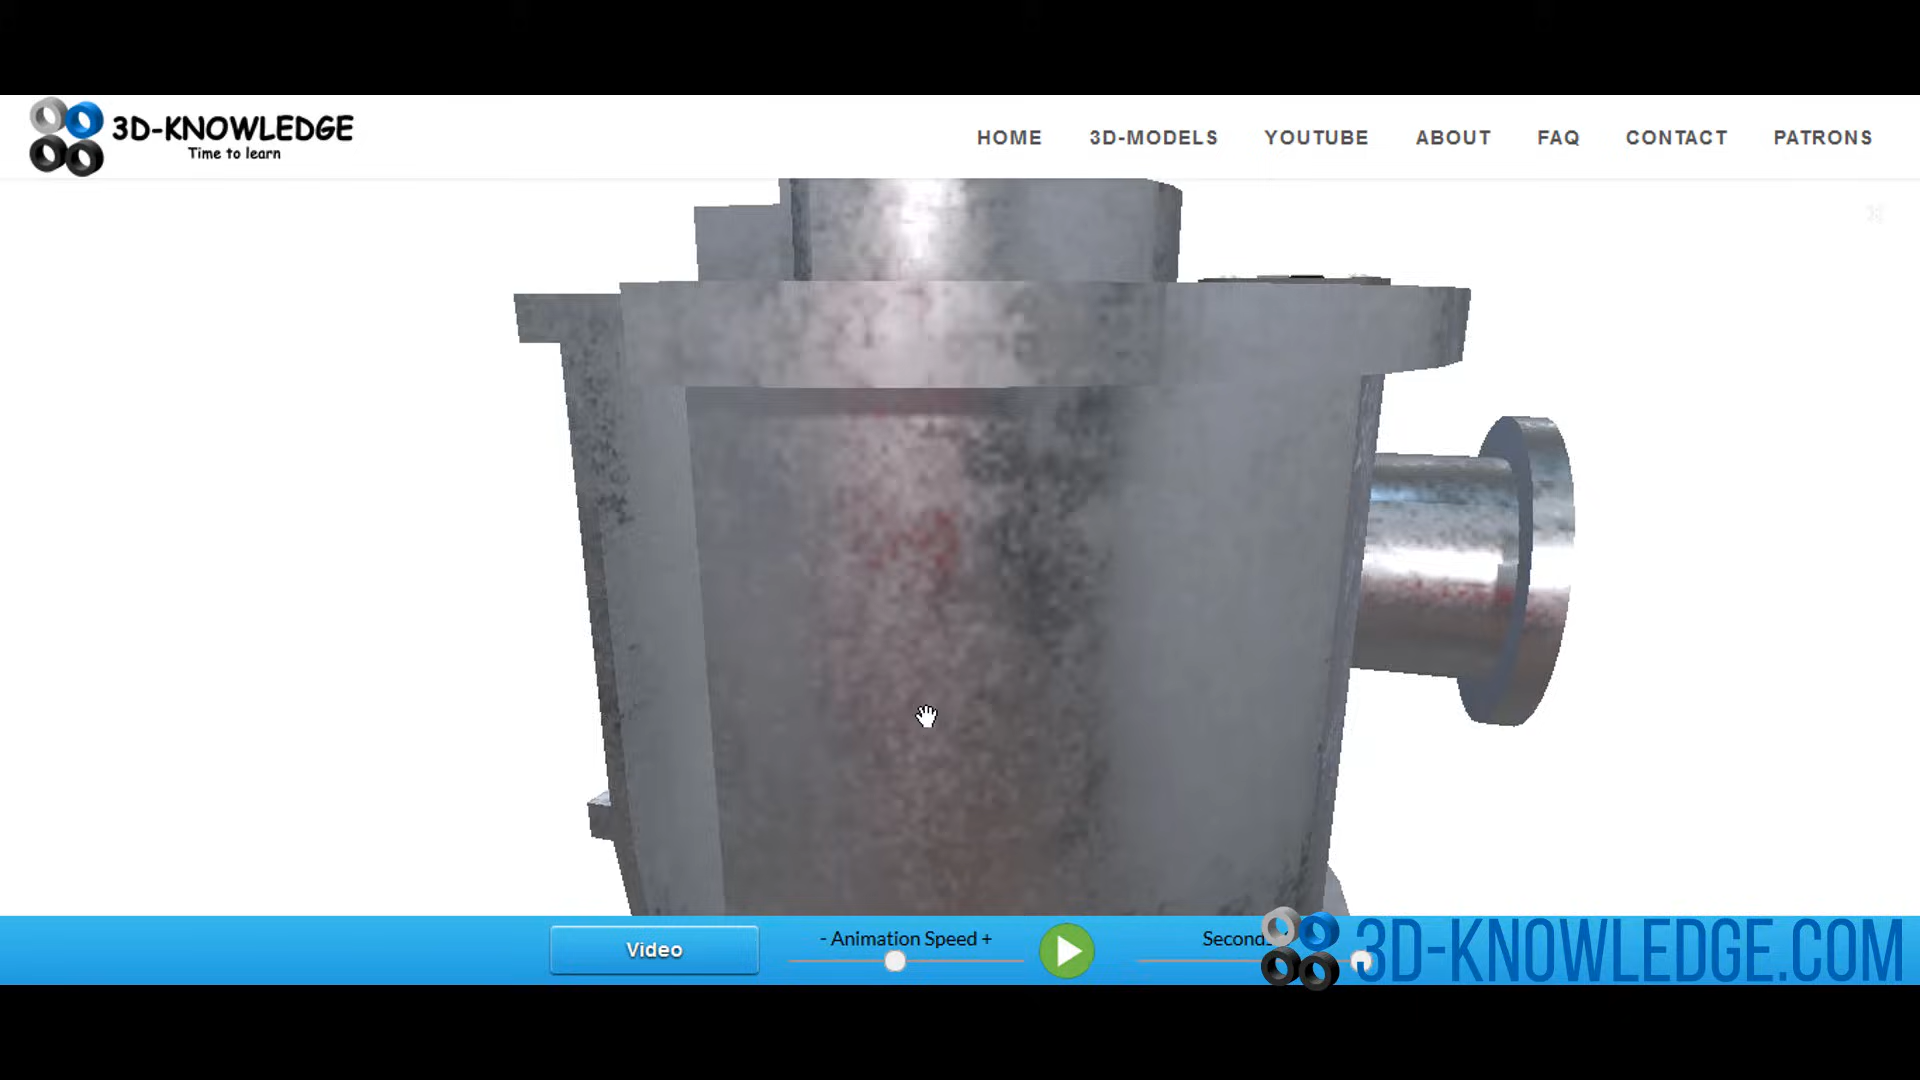 3D-KNOWLEDGE
Time to learn
HOME 3D-MODELS YOUTUBE ABOUT FAQ CONTACT PATRONS
Video
- Animation Speed +
Seconds
3D-KNOWLEDGE.COM